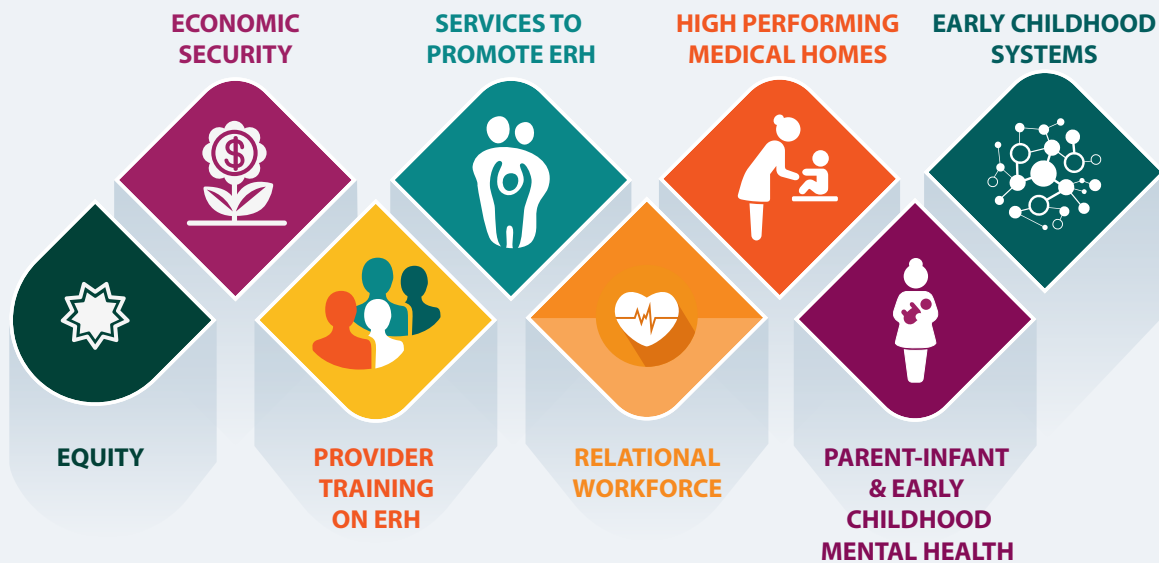 ECONOMIC
SECURITY
SERVICES TO
PROMOTE ERH
HIGH PERFORMING
MEDICAL HOMES
EARLY CHILDHOOD
SYSTEMS
$
EQUITY
PROVIDER
TRAINING
ON ERH
RELATIONAL
WORKFORCE
PARENT-INFANT
& EARLY
CHILDHOOD
MENTAL HEALTH